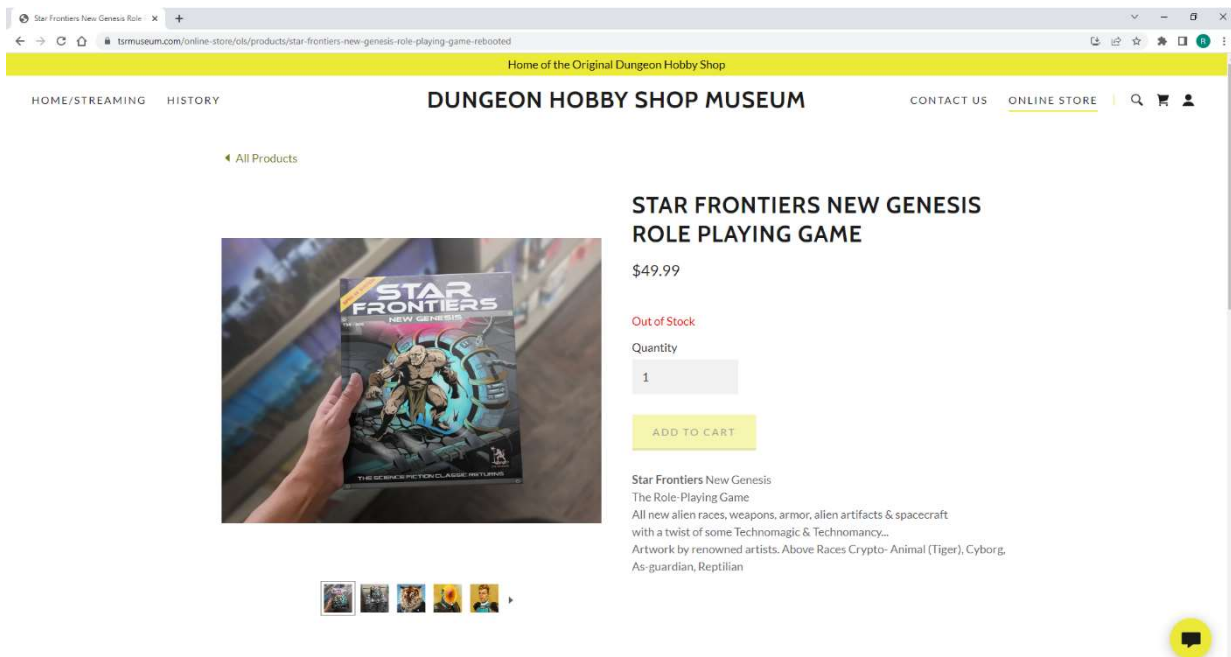 Star Frontiers New Genesis Role
tsrmuseum.com/online-store/ols/products/star-frontiers-new-genesis-role-playing-game-rebooted
R
Home of the Original Dungeon Hobby Shop
HOME/STREAMING HISTORY
DUNGEON HOBBY SHOP MUSEUM
CONTACT US ONLINE STORE
All Products
STAR FRONTIERS NEW GENESIS
ROLE PLAYING GAME
$49.99
Out of Stock
Quantity
1
ADD TO CART
Star Frontiers New Genesis
The Role-Playing Game
All new alien races, weapons, armor, alien artifacts & spacecraft
with a twist of some Technomagic & Technomancy...
Artwork by renowned artists. Above Races Crypto- Animal (Tiger), Cyborg,
As-guardian, Reptilian
STAR
FRONTIERS
NEW GENESIS
THE SCIENCE FICTION CLASSIC RETURNS